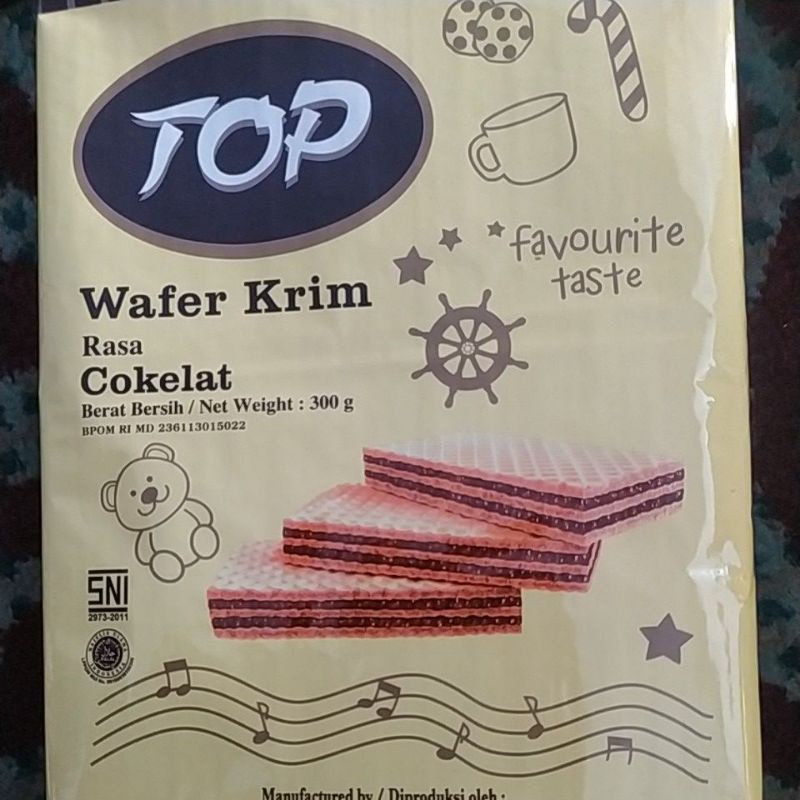 TOP
favourite
taste
Wafer Krim
Rasa
Cokelat
Berat Bersih / Net Weight : 300 g
BPOM RI MD 236113015022
SNI
2973-2011
Manufactured by / Diproduksi oleh :